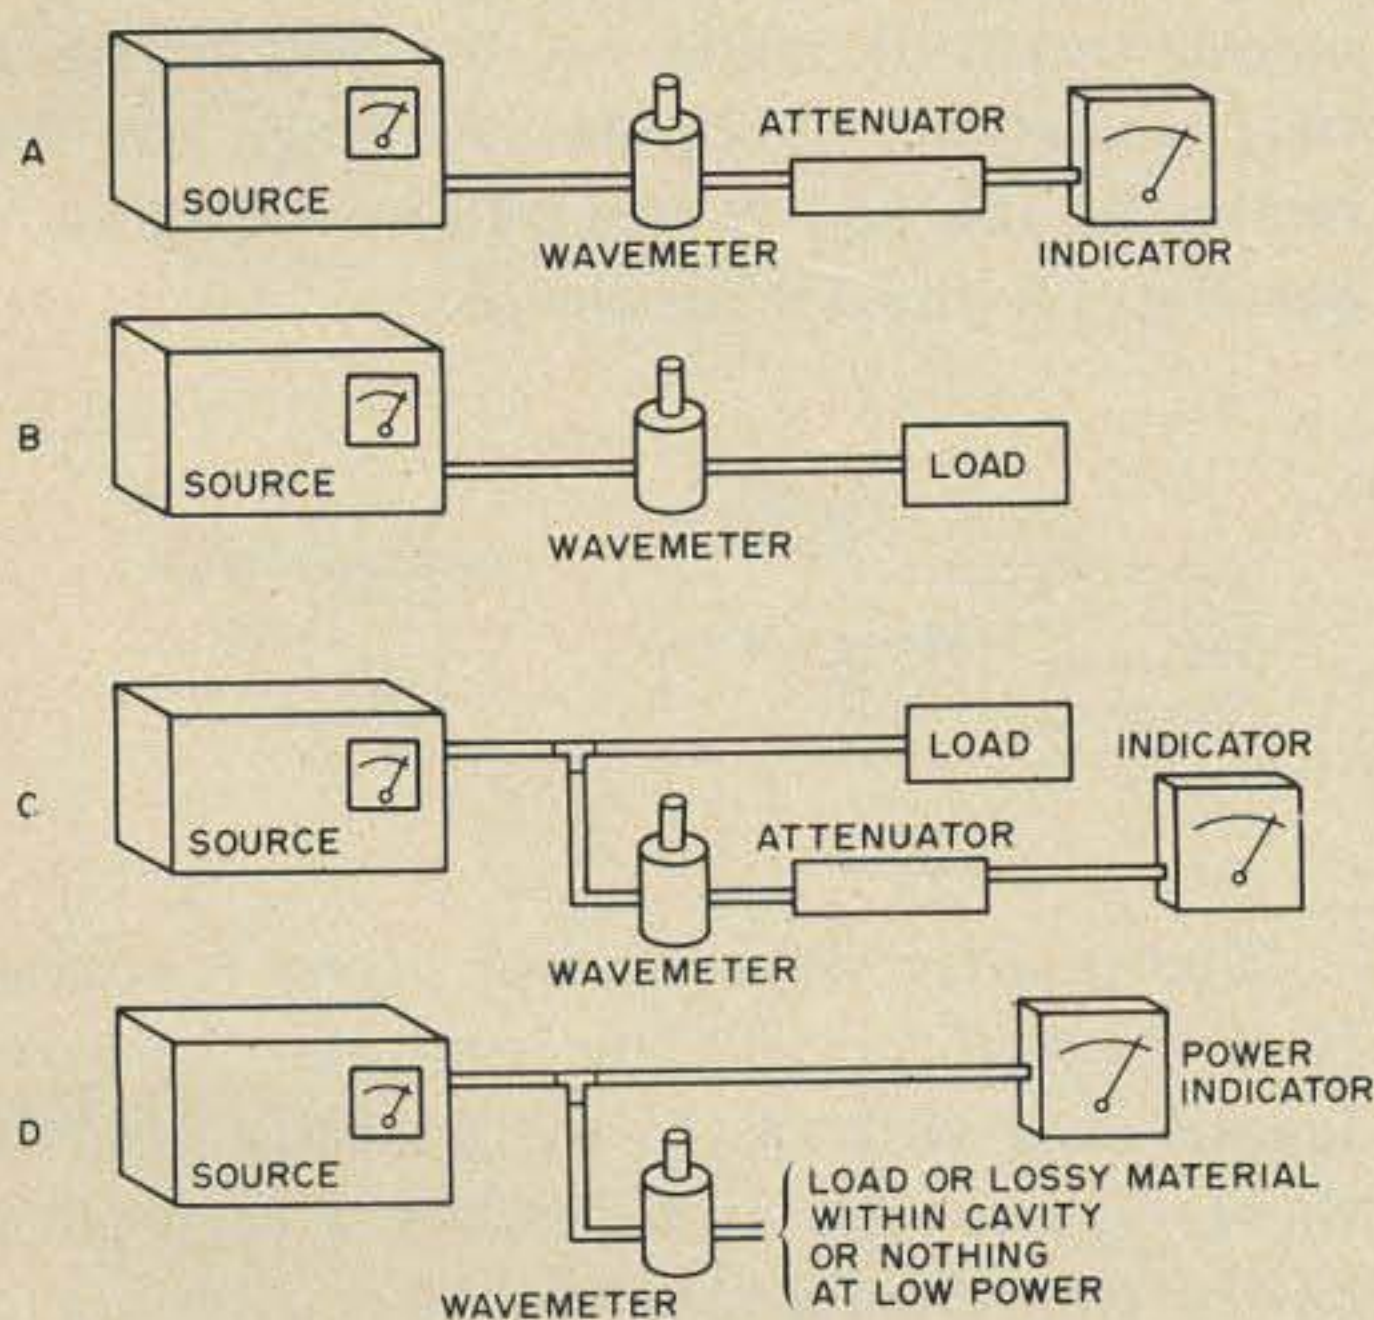 A
SOURCE
WAVEMETER
ATTENUATOR
INDICATOR
B
SOURCE
WAVEMETER
LOAD
C
SOURCE
LOAD
INDICATOR
WAVEMETER
ATTENUATOR
D
SOURCE
POWER
INDICATOR
WAVEMETER
LOAD OR LOSSY MATERIAL
WITHIN CAVITY
OR NOTHING
AT LOW POWER